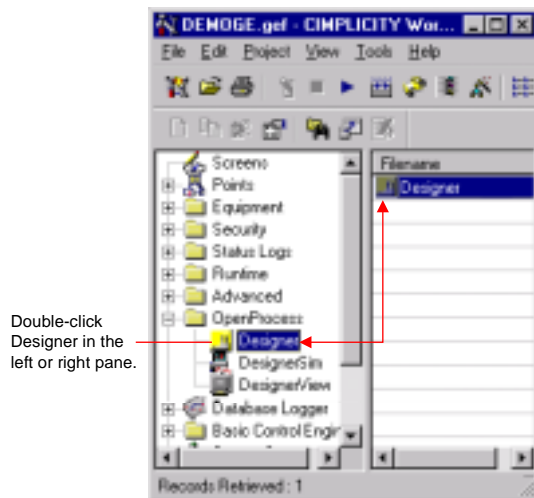 DEMOGE.gef - CIMPLICITY Wor...
File Edit Project View Tools Help
Screens
Points
Equipment
Security
Status Logs
Runtime
Advanced
OpenProcess
Designer
DesignerSim
DesignerView
Database Logger
Basic Control Engin
Filename
Designer
Double-click
Designer in the
left or right pane.
Records Retrieved : 1